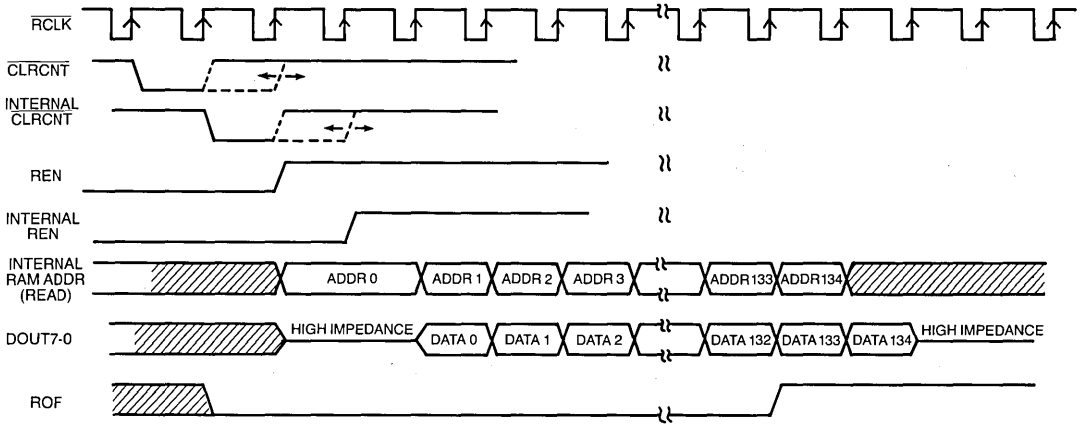 RCLK
CLRCNT
INTERNAL
CLRCNT
REN
INTERNAL
REN
INTERNAL
RAM ADDR
(READ)
ADDR 0
ADDR 1
ADDR 2
ADDR 3
ADDR 133
ADDR 134
DOUT7-0
HIGH IMPEDANCE
DATA 0
DATA 1
DATA 2
DATA 132
DATA 133
DATA 134
HIGH IMPEDANCE
ROF